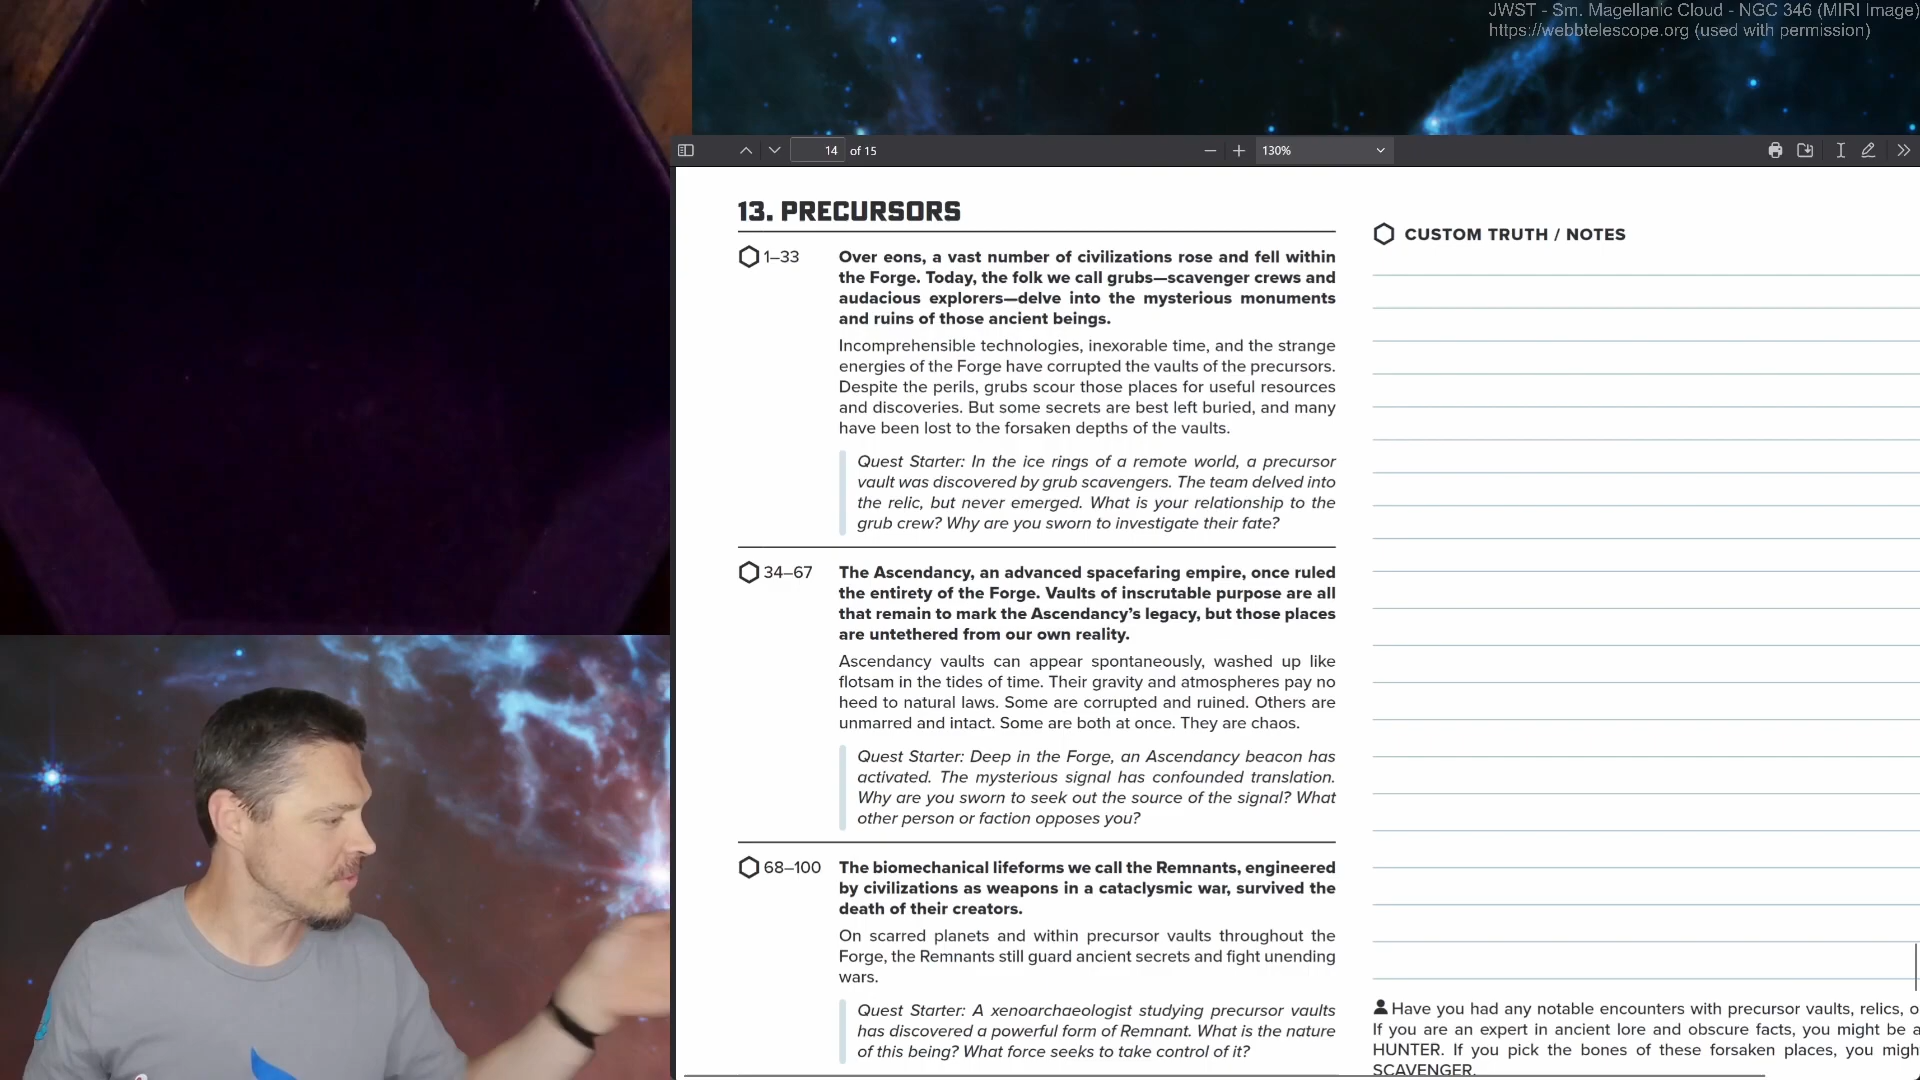 JWST - Sm. Magellanic Cloud - NGC 346 (MIRI Image)
https://webbtelescope.org (used with permission)
14 of 15
130%
13. PRECURSORS
1–33
Over eons, a vast number of civilizations rose and fell within
the Forge. Today, the folk we call grubs—scavenger crews and
audacious explorers—delve into the mysterious monuments
and ruins of those ancient beings.
Incomprehensible technologies, inexorable time, and the strange
energies of the Forge have corrupted the vaults of the precursors.
Despite the perils, grubs scour those places for useful resources
and discoveries. But some secrets are best left buried, and many
have been lost to the forsaken depths of the vaults.
Quest Starter: In the ice rings of a remote world, a precursor
vault was discovered by grub scavengers. The team delved into
the relic, but never emerged. What is your relationship to the
grub crew? Why are you sworn to investigate their fate?
34–67
The Ascendancy, an advanced spacefaring empire, once ruled
the entirety of the Forge. Vaults of inscrutable purpose are all
that remain to mark the Ascendancy’s legacy, but those places
are untethered from our own reality.
Ascendancy vaults can appear spontaneously, washed up like
flotsam in the tides of time. Their gravity and atmospheres pay no
heed to natural laws. Some are corrupted and ruined. Others are
unmarred and intact. Some are both at once. They are chaos.
Quest Starter: Deep in the Forge, an Ascendancy beacon has
activated. The mysterious signal has confounded translation.
Why are you sworn to seek out the source of the signal? What
other person or faction opposes you?
68–100
The biomechanical lifeforms we call the Remnants, engineered
by civilizations as weapons in a cataclysmic war, survived the
death of their creators.
On scarred planets and within precursor vaults throughout the
Forge, the Remnants still guard ancient secrets and fight unending
wars.
Quest Starter: A xenoarchaeologist studying precursor vaults
has discovered a powerful form of Remnant. What is the nature
of this being? What force seeks to take control of it?
CUSTOM TRUTH / NOTES
Have you had any notable encounters with precursor vaults, relics, o
If you are an expert in ancient lore and obscure facts, you might be a
HUNTER. If you pick the bones of these forsaken places, you migh
SCAVENGER.